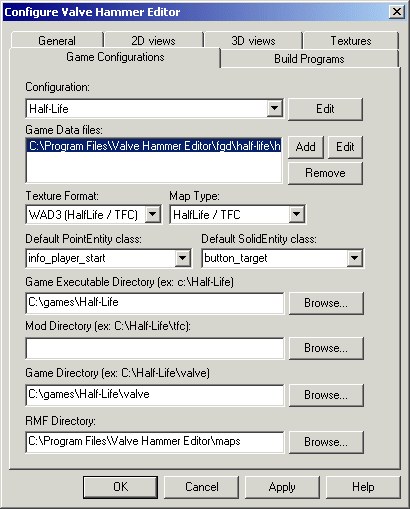 Configure Valve Hammer Editor
General 2D views 3D views Textures
Game Configurations Build Programs
Configuration:
Half-Life Edit
Game Data files:
C:\Program Files\Valve Hammer Editor\fgd\half-life\h Add Edit
Remove
Texture Format: Map Type:
WAD3 (HalfLife / TFC) HalfLife / TFC
Default PointEntity class: Default SolidEntity class:
info_player_start button_target
Game Executable Directory (ex: c:\Half-Life)
C:\games\Half-Life Browse...
Mod Directory (ex: C:\Half-Life\tfc):
Browse...
Game Directory (ex: C:\Half-Life\valve)
C:\games\Half-Life\valve Browse...
RMF Directory:
C:\Program Files\Valve Hammer Editor\maps Browse...
OK Cancel Apply Help